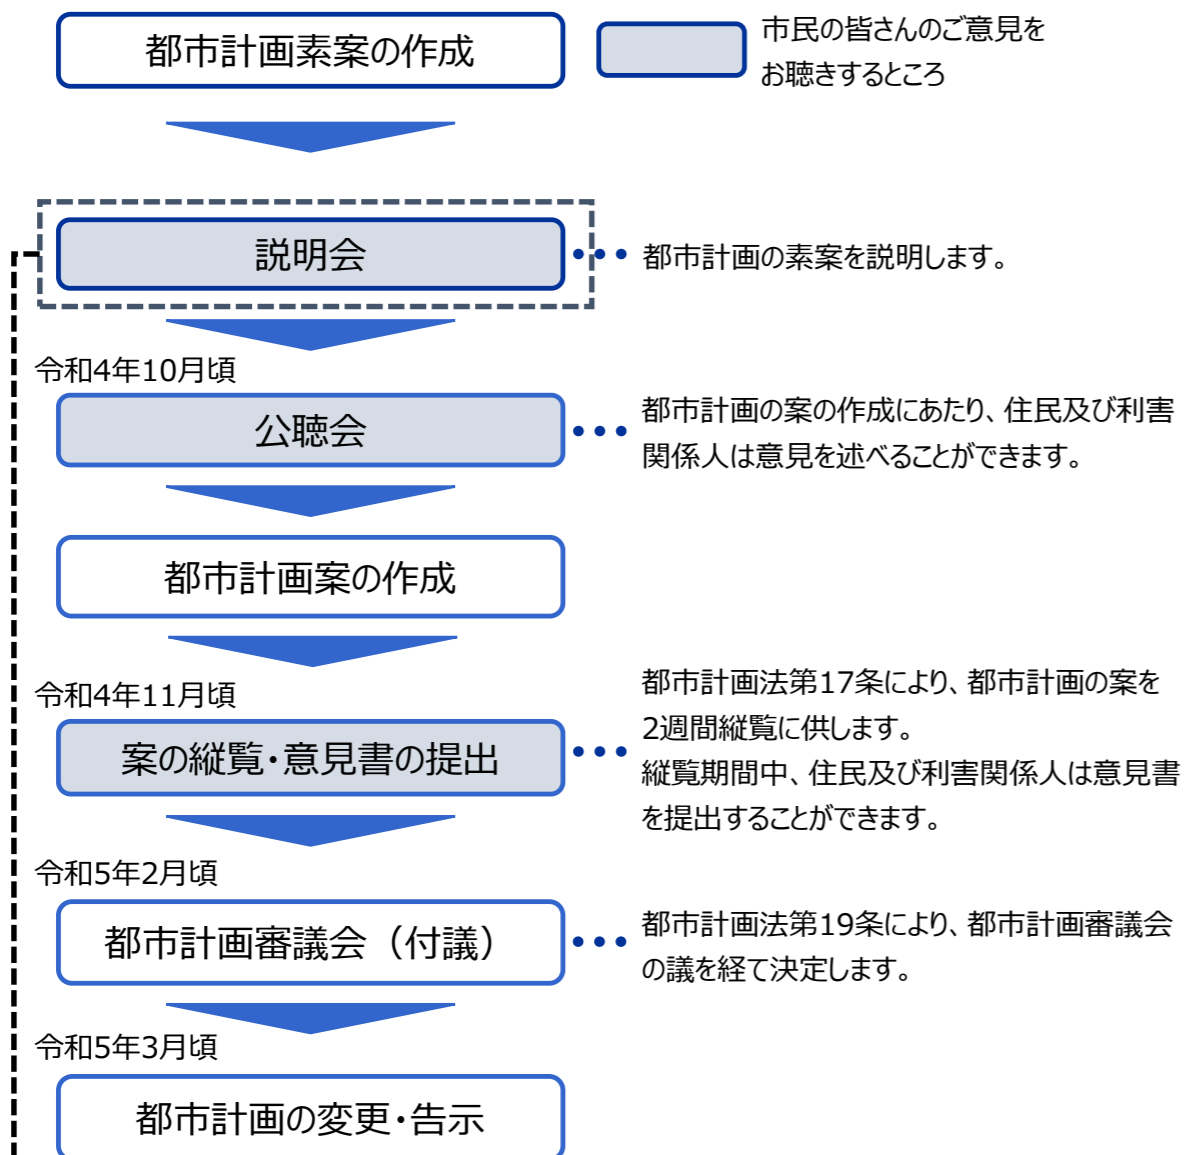 都市計画素案の作成
市民の皆さんのご意見を
お聴きするところ
説明会
都市計画の素案を説明します。
令和4年10月頃
公聴会
都市計画の案の作成にあたり、住民及び利害
関係人は意見を述べることができます。
都市計画案の作成
令和4年11月頃
案の縦覧・意見書の提出
都市計画法第17条により、都市計画の案を
2週間縦覧に供します。
縦覧期間中、住民及び利害関係人は意見書
を提出することができます。
令和5年2月頃
都市計画審議会（付議）
都市計画法第19条により、都市計画審議会
の議を経て決定します。
令和5年3月頃
都市計画の変更・告示